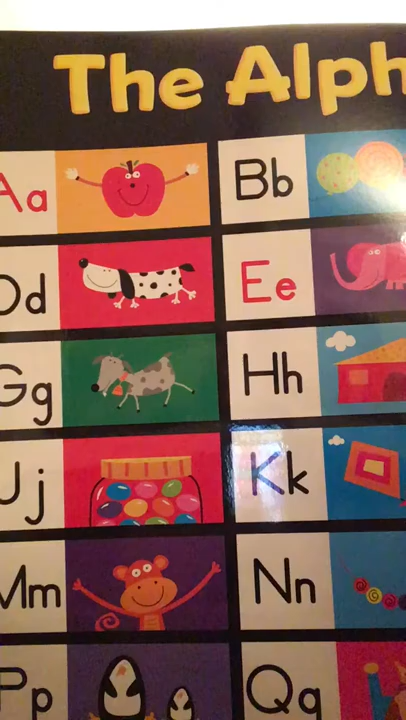 The Alph
Aa Bb
Dd Ee
Gg Hh
Jj Kk
Mm Nn
Pp Qq